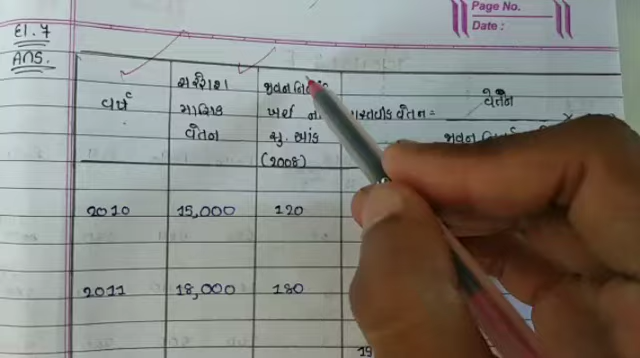 Page No.
Date :
દા. 7
Ans.
વર્ષ
સરેરાશ
માસિક
વેતન
જીવન નિર્વાહ
ખર્ચ નો
સૂ. આંક
(2008)
વાસ્તવિક વેતન =
વેતન
×
2010 15,000 120
2011 18,000 180
19